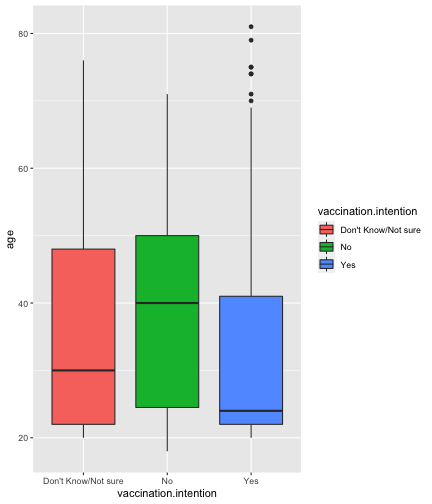 80
60
40
20
age
Don't Know/Not sure No Yes
vaccination.intention
vaccination.intention
Don't Know/Not sure
No
Yes